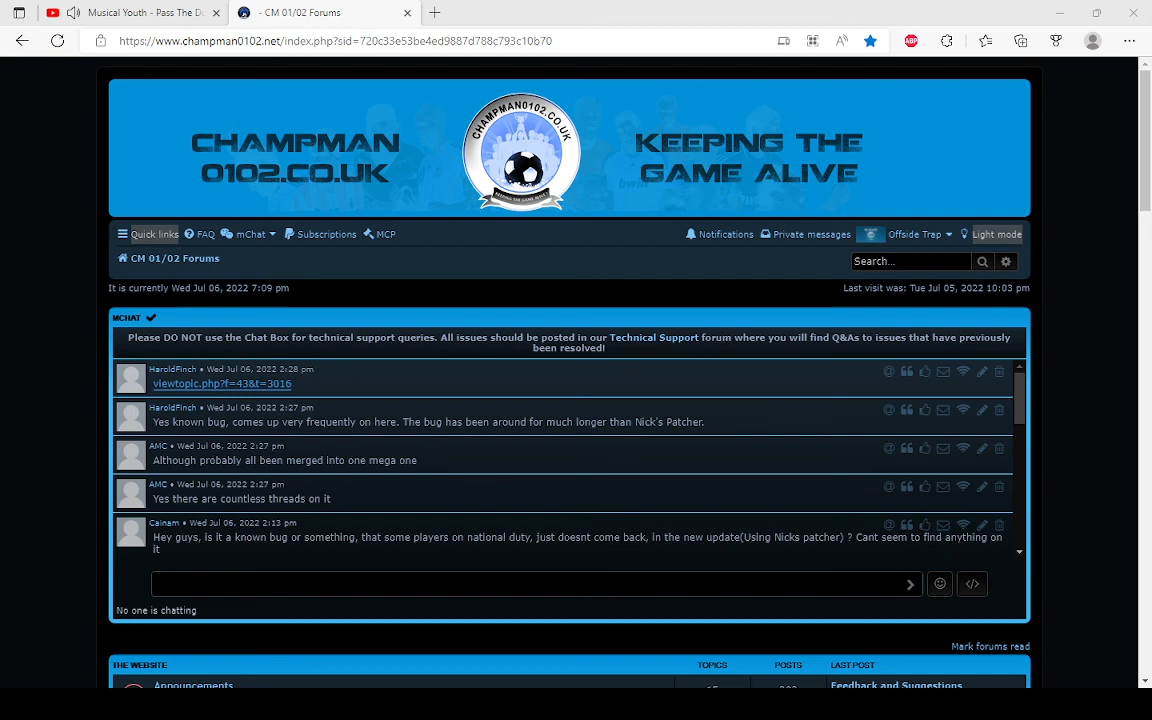 Musical Youth - Pass The D
- CM 01/02 Forums
https://www.champman0102.net/index.php?sid=720c33e53be4ed9887d788c793c10b70
ABP
CHAMPMAN
0102.CO.UK
CHAMPMAN0102.CO.UK
KEEPING THE GAME ALIVE
KEEPING THE
GAME ALIVE
Quick links FAQ mChat Subscriptions MCP Notifications Private messages Offside Trap Light mode
CM 01/02 Forums
Search...
It is currently Wed Jul 06, 2022 7:09 pm
Last visit was: Tue Jul 05, 2022 10:03 pm
MCHAT
Please DO NOT use the Chat Box for technical support queries. All issues should be posted in our Technical Support forum where you will find Q&As to issues that have previously
been resolved!
HaroldFinch • Wed Jul 06, 2022 2:28 pm
viewtopic.php?f=43&t=3016
HaroldFinch • Wed Jul 06, 2022 2:27 pm
Yes known bug, comes up very frequently on here. The bug has been around for much longer than Nick's Patcher.
AMC • Wed Jul 06, 2022 2:27 pm
Although probably all been merged into one mega one
AMC • Wed Jul 06, 2022 2:27 pm
Yes there are countless threads on it
Cainam • Wed Jul 06, 2022 2:13 pm
Hey guys, is it a known bug or something, that some players on national duty, just doesnt come back, in the new update(Using Nicks patcher) ? Cant seem to find anything on
it
No one is chatting
Mark forums read
THE WEBSITE TOPICS POSTS LAST POST
Announcements Feedback and Suggestions